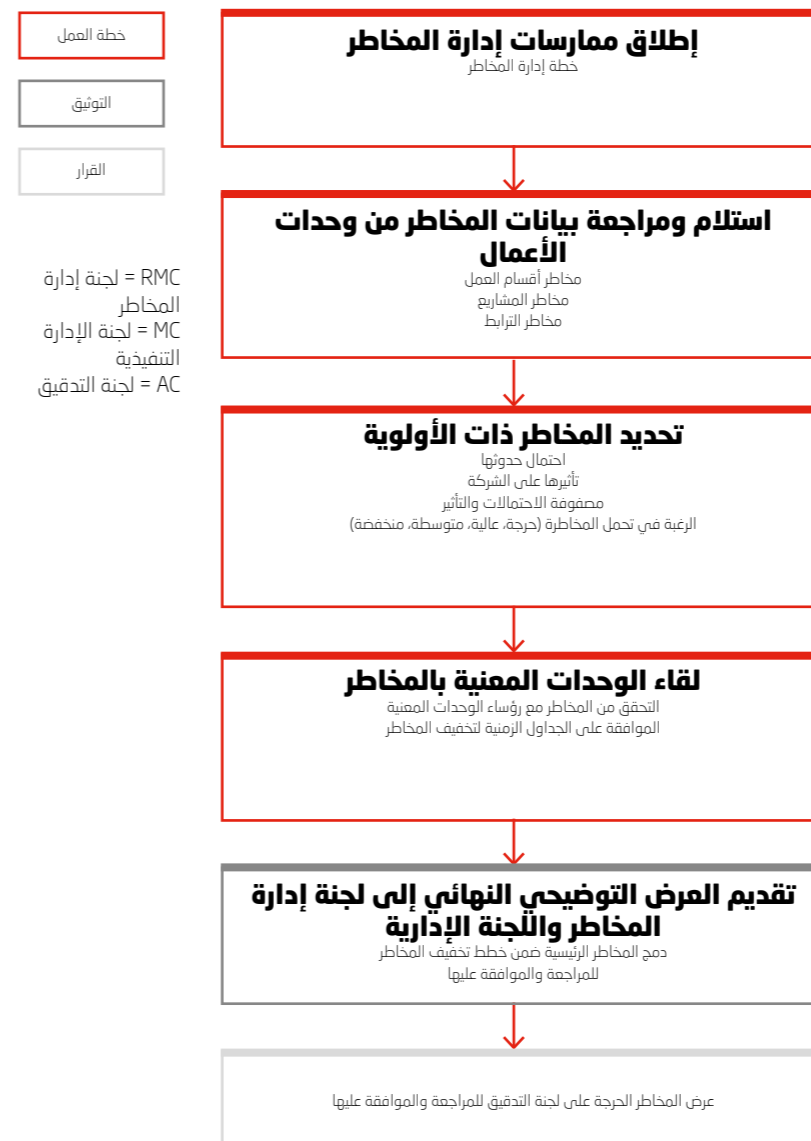 خطة العمل
التوثيق
القرار
RMC = لجنة إدارة
المخاطر
MC = لجنة الإدارة
التنفيذية
AC = لجنة التدقيق
إطلاق ممارسات إدارة المخاطر
خطة إدارة المخاطر
استلام ومراجعة بيانات المخاطر من وحدات
الأعمال
مخاطر أقسام العمل
مخاطر المشاريع
مخاطر الترابط
تحديد المخاطر ذات الأولوية
احتمال حدوثها
تأثيرها على الشركة
مصفوفة الاحتمالات والتأثير
الرغبة في تحمل المخاطرة (حرجة، عالية، متوسطة، منخفضة)
لقاء الوحدات المعنية بالمخاطر
التحقق من المخاطر مع رؤساء الوحدات المعنية
الموافقة على الجداول الزمنية لتخفيف المخاطر
تقديم العرض التوضيحي النهائي إلى لجنة إدارة
المخاطر واللجنة الإدارية
دمج المخاطر الرئيسية ضمن خطط تخفيف المخاطر
للمراجعة والموافقة عليها
عرض المخاطر الحرجة على لجنة التدقيق للمراجعة والموافقة عليها